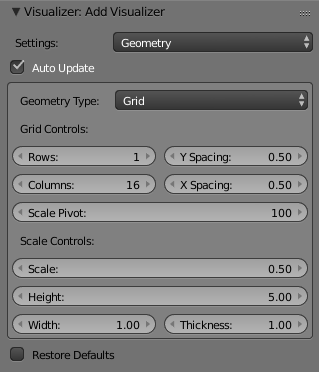 Visualizer: Add Visualizer
Settings: Geometry
Auto Update
Geometry Type: Grid
Grid Controls:
Rows: 1 Y Spacing: 0.50
Columns: 16 X Spacing: 0.50
Scale Pivot: 100
Scale Controls:
Scale: 0.50
Height: 5.00
Width: 1.00 Thickness: 1.00
Restore Defaults